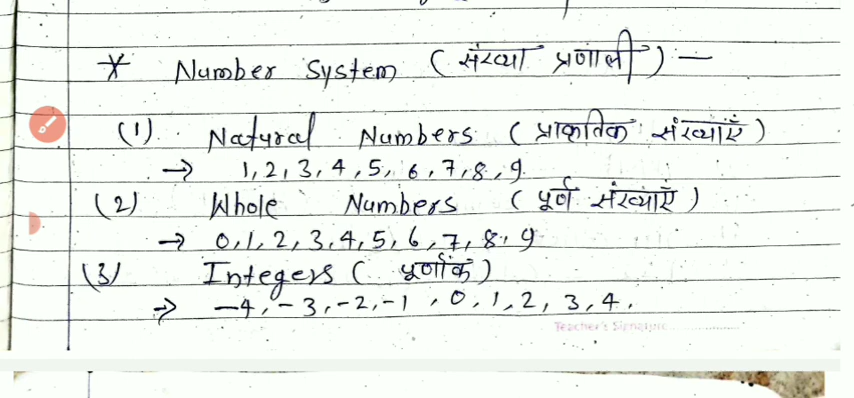 * Number System ( संख्या प्रणाली ) —
(1) Natural Numbers ( प्राकृतिक संख्याएँ )
→ 1, 2, 3, 4, 5, 6, 7, 8, 9.
(2) Whole Numbers ( पूर्ण संख्याएँ )
→ 0, 1, 2, 3, 4, 5, 6, 7, 8, 9
(3) Integers ( पूर्णांक )
→ -4, -3, -2, -1, 0, 1, 2, 3, 4.
Teacher's Signature ..................